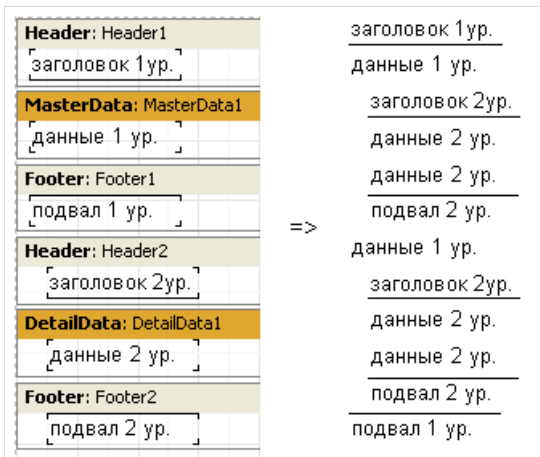 Header: Header1
заголовок 1ур.
MasterData: MasterData1
данные 1 ур.
Footer: Footer1
подвал 1 ур.
Header: Header2
заголовок 2ур.
DetailData: DetailData1
данные 2 ур.
Footer: Footer2
подвал 2 ур.
=>
заголовок 1ур.
данные 1 ур.
заголовок 2ур.
данные 2 ур.
данные 2 ур.
подвал 2 ур.
данные 1 ур.
заголовок 2ур.
данные 2 ур.
данные 2 ур.
подвал 2 ур.
подвал 1 ур.